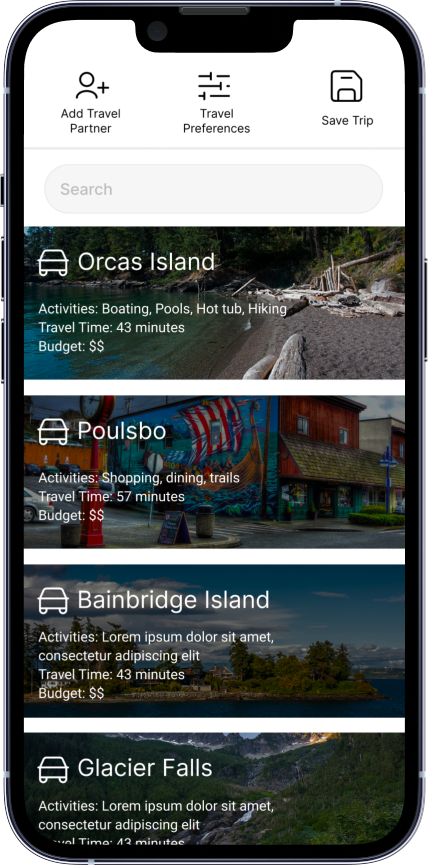 Add Travel
Partner
Travel
Preferences
Save Trip
Search
Orcas Island
Activities: Boating, Pools, Hot tub, Hiking
Travel Time: 43 minutes
Budget: $$
Poulsbo
Activities: Shopping, dining, trails
Travel Time: 57 minutes
Budget: $$
Bainbridge Island
Activities: Lorem ipsum dolor sit amet,
consectetur adipiscing elit
Travel Time: 43 minutes
Budget: $$
Glacier Falls
Activities: Lorem ipsum dolor sit amet,
consectetur adipiscing elit
Travel Time: 43 minutes